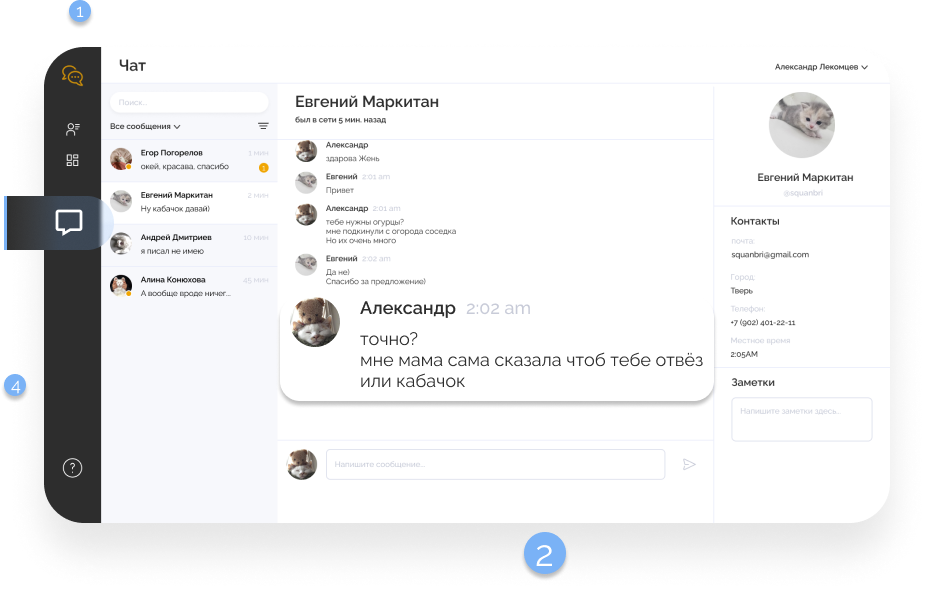 1
Чат
Александр Лекомцев
Поиск...
Все сообщения
Егор Погорелов 1 мин
окей, красава, спасибо 1
Евгений Маркитан 2 мин
Ну кабачок давай)
Андрей Дмитриев 10 мин
я писал не имею
Алина Конюхова 45 мин
А вообще вроде ничег...
Евгений Маркитан
был в сети 5 мин. назад
Александр
здарова Жень
Евгений 2:01 am
Привет
Александр 2:01 am
тебе нужны огурцы?
мне подкинули с огорода соседка
Но их очень много
Евгений 2:02 am
Да не)
Спасибо за предложение)
Александр 2:02 am
точно?
мне мама сама сказала чтоб тебе отвёз
или кабачок
Напишите сообщение...
Евгений Маркитан
@squanbri
Контакты
почта
squanbri@gmail.com
Город:
Тверь
Телефон:
+7 (902) 401-22-11
Местное время
2:05AM
Заметки
Напишите заметки здесь..
4
?
2